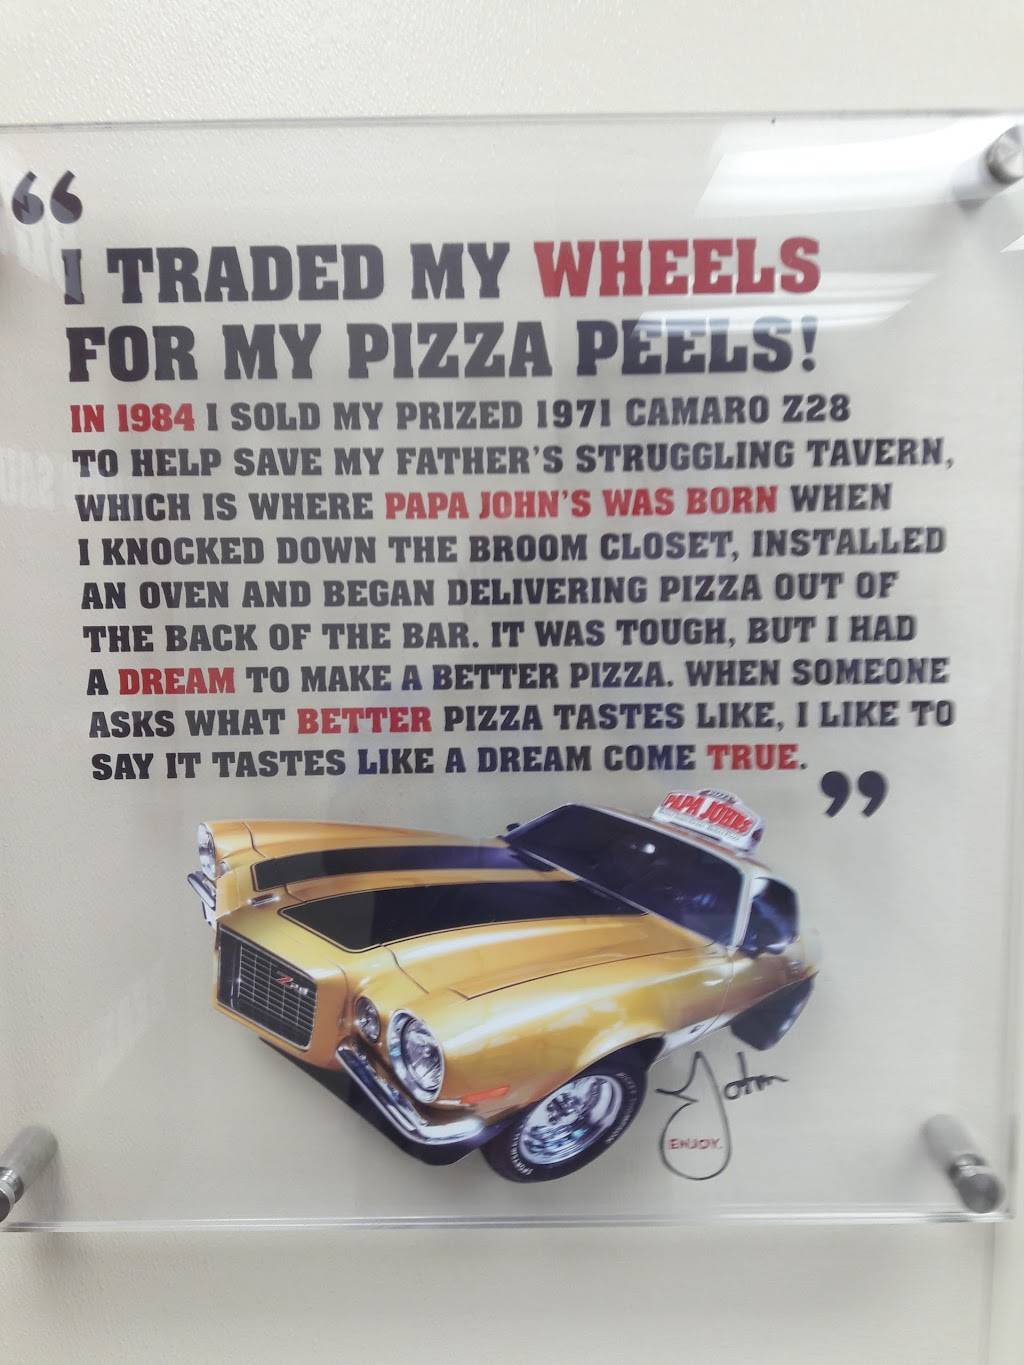 “
I TRADED MY WHEELS
FOR MY PIZZA PEELS!
IN 1984 I SOLD MY PRIZED 1971 CAMARO Z28
TO HELP SAVE MY FATHER'S STRUGGLING TAVERN,
WHICH IS WHERE PAPA JOHN'S WAS BORN WHEN
I KNOCKED DOWN THE BROOM CLOSET, INSTALLED
AN OVEN AND BEGAN DELIVERING PIZZA OUT OF
THE BACK OF THE BAR. IT WAS TOUGH, BUT I HAD
A DREAM TO MAKE A BETTER PIZZA. WHEN SOMEONE
ASKS WHAT BETTER PIZZA TASTES LIKE, I LIKE TO
SAY IT TASTES LIKE A DREAM COME TRUE.
”
PAPA JOHNS
Z28
John
ENJOY.